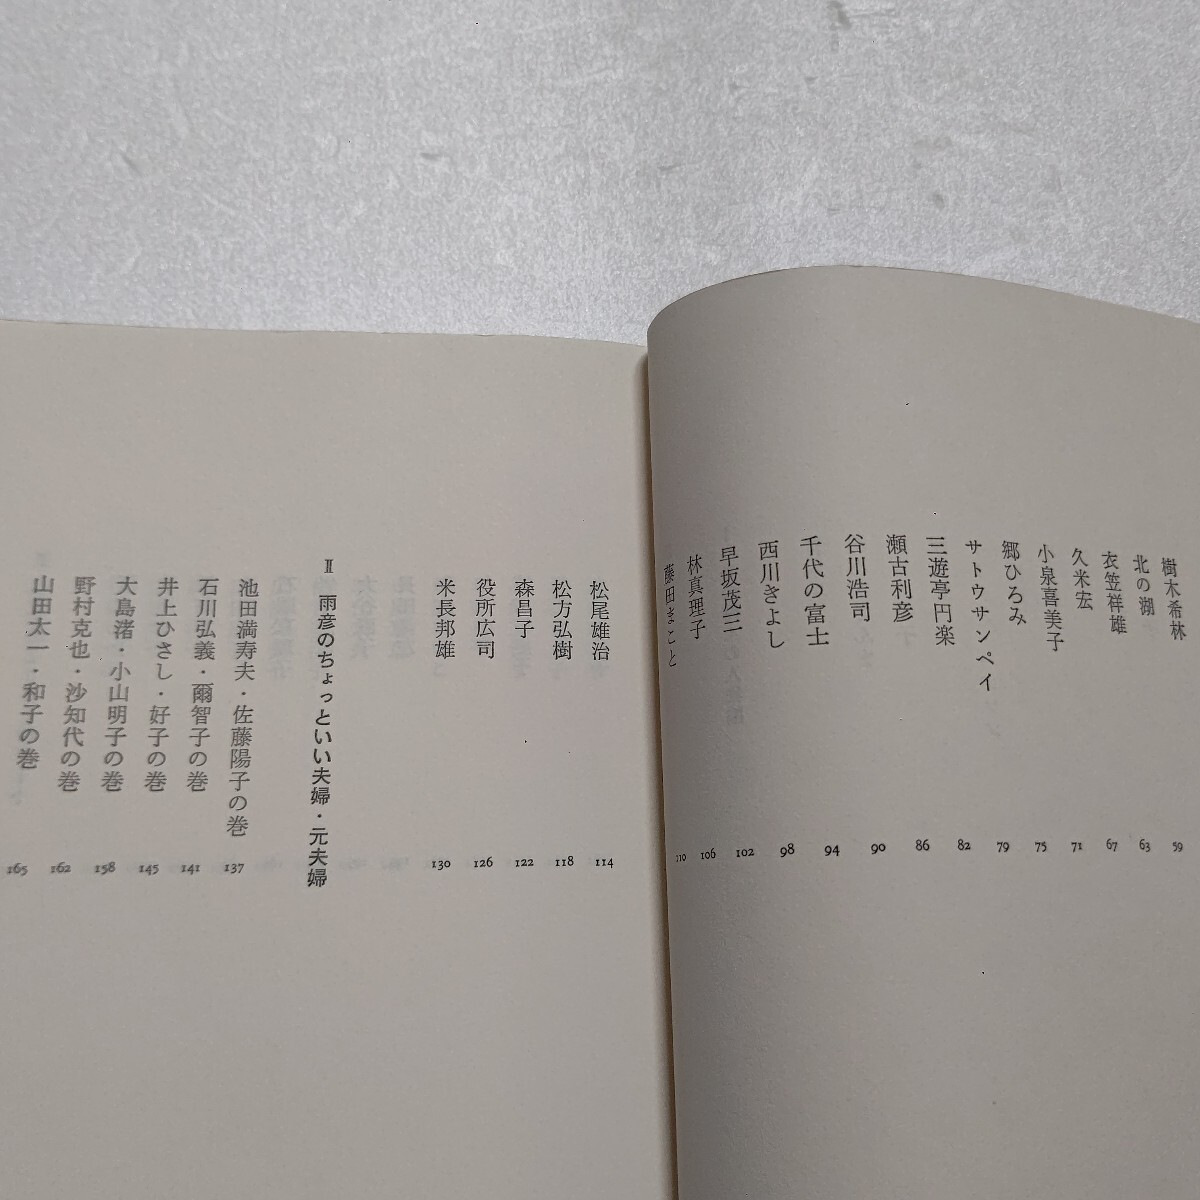 樹木希林 59
北の湖 63
衣笠祥雄 67
久米宏 71
小泉喜美子 75
郷ひろみ 79
サトウサンペイ 82
三遊亭円楽 86
瀬古利彦 90
谷川浩司 94
千代の富士 98
西川きよし 102
早坂茂三 106
林真理子 110
藤田まこと
松尾雄治 114
松方弘樹 118
森昌子 122
役所広司 126
米長邦雄 130
Ⅱ 雨彦のちょっといい夫婦・元夫婦
池田満寿夫・佐藤陽子の巻 137
石川弘義・爾智子の巻 141
井上ひさし・好子の巻 145
大島渚・小山明子の巻 158
野村克也・沙知代の巻 162
山田太一・和子の巻 165